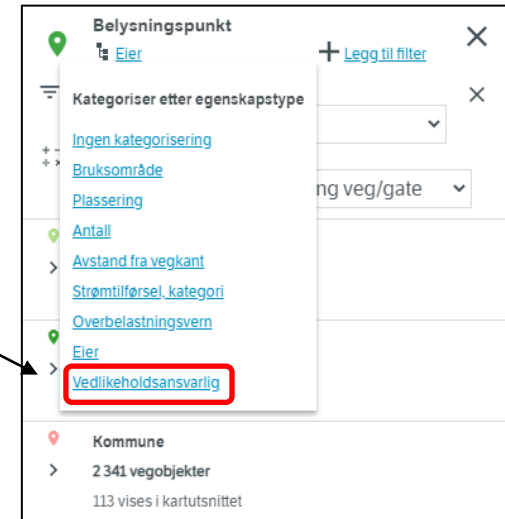 Belysningspunkt
Eier
Legg til filter
Kategoriser etter egenskapstype
Ingen kategorisering
Bruksområde
ng veg/gate
Plassering
Antall
Avstand fra vegkant
Strømtilførsel, kategori
Overbelastningsvern
Eier
Vedlikeholdsansvarlig
Kommune
2 341 vegobjekter
113 vises i kartutsnittet